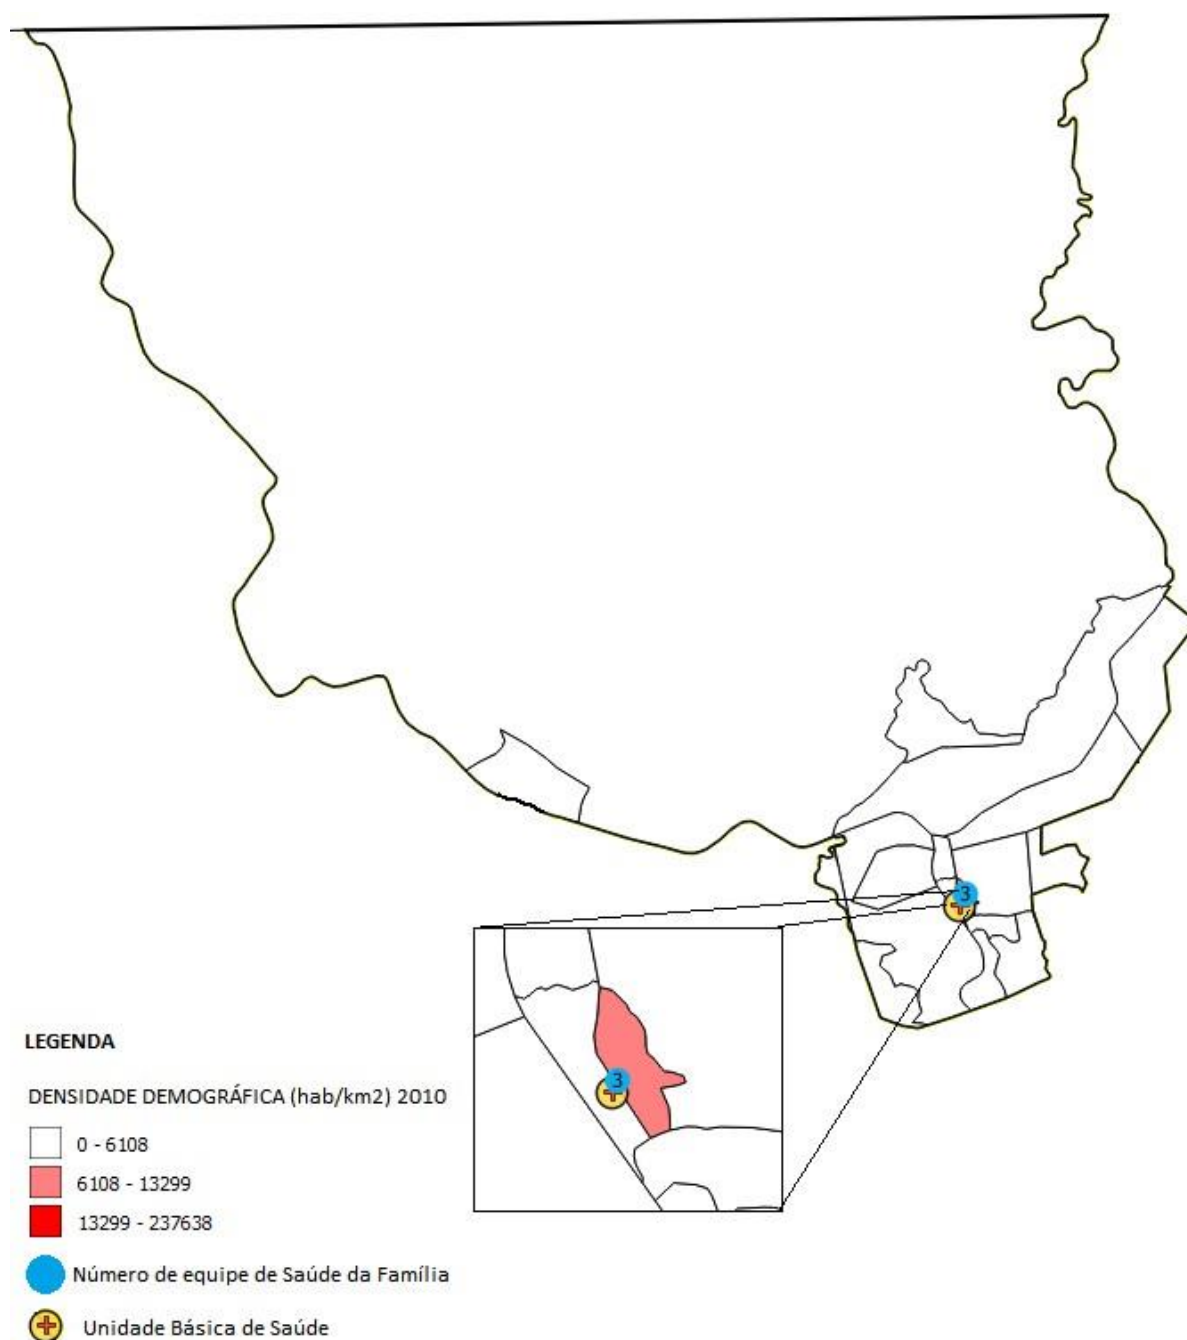 3
3
LEGENDA
DENSIDADE DEMOGRÁFICA (hab/km2) 2010
0 - 6108
6108 - 13299
13299 - 237638
Número de equipe de Saúde da Família
Unidade Básica de Saúde